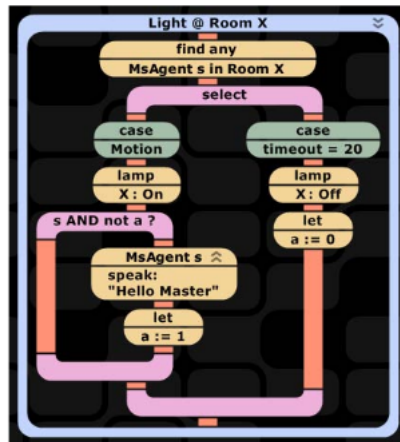 Light @ Room X
find any
MsAgent s in Room X
select
case
Motion
case
timeout = 20
lamp
X : On
lamp
X : Off
s AND not a ?
let
a := 0
MsAgent s
speak:
"Hello Master"
let
a := 1